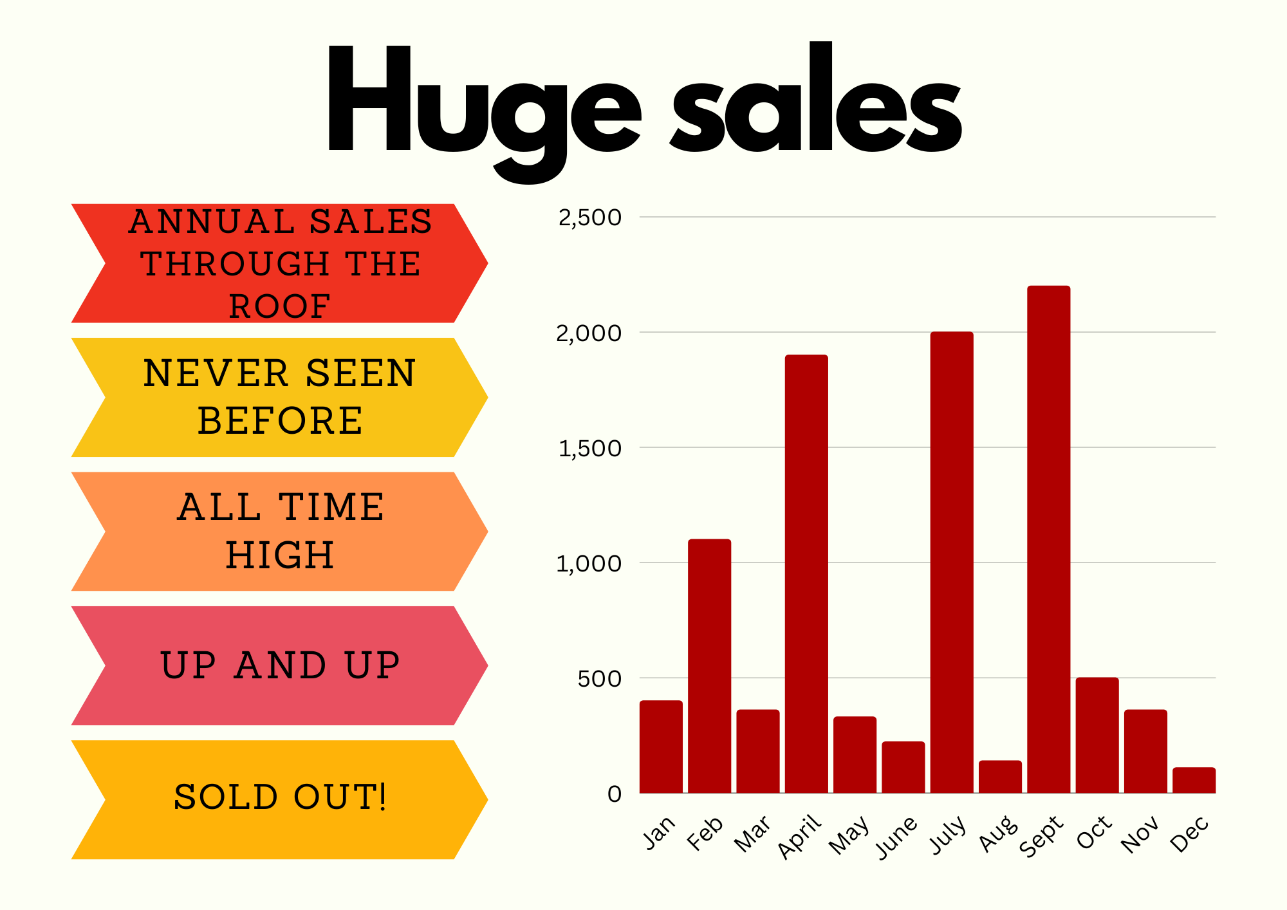 Huge sales
ANNUAL SALES
THROUGH THE
ROOF
NEVER SEEN
BEFORE
ALL TIME
HIGH
UP AND UP
SOLD OUT!
2,500
2,000
1,500
1,000
500
0
Jan
Feb
Mar
April
May
June
July
Aug
Sept
Oct
Nov
Dec